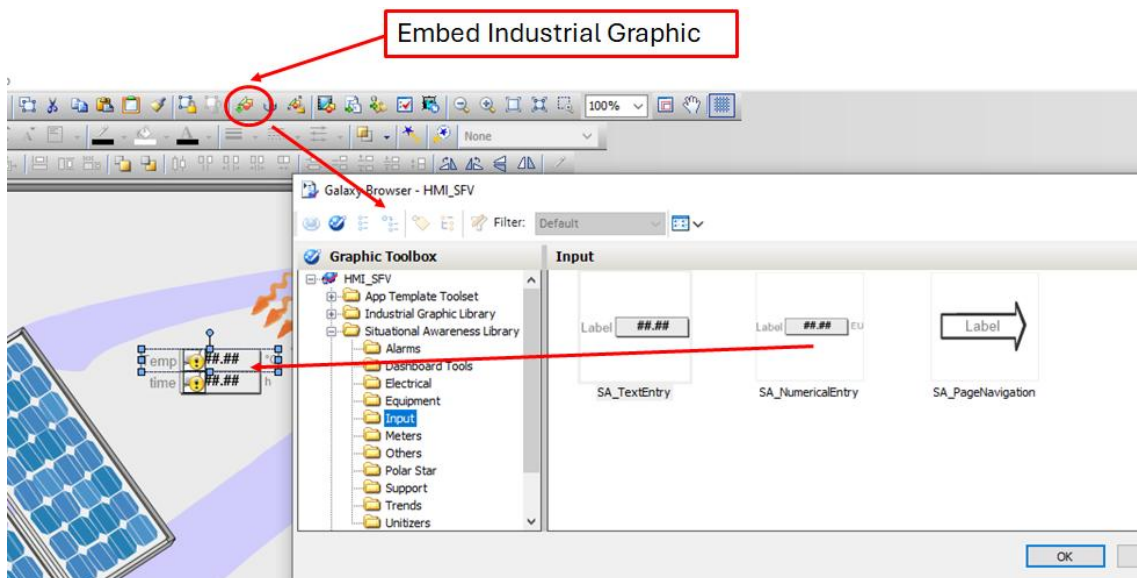 Embed Industrial Graphic
100%
None
Galaxy Browser - HMI_SFV
Filter: Default
Graphic Toolbox
Input
HMI_SFV
App Template Toolset
Industrial Graphic Library
Situational Awareness Library
Alarms
Dashboard Tools
Electrical
Equipment
Input
Meters
Others
Polar Star
Support
Trends
Unitizers
Label ##.##
SA_TextEntry
Label ##.## EU
SA_NumericalEntry
Label
SA_PageNavigation
emp ##.##
time ##.## h
OK